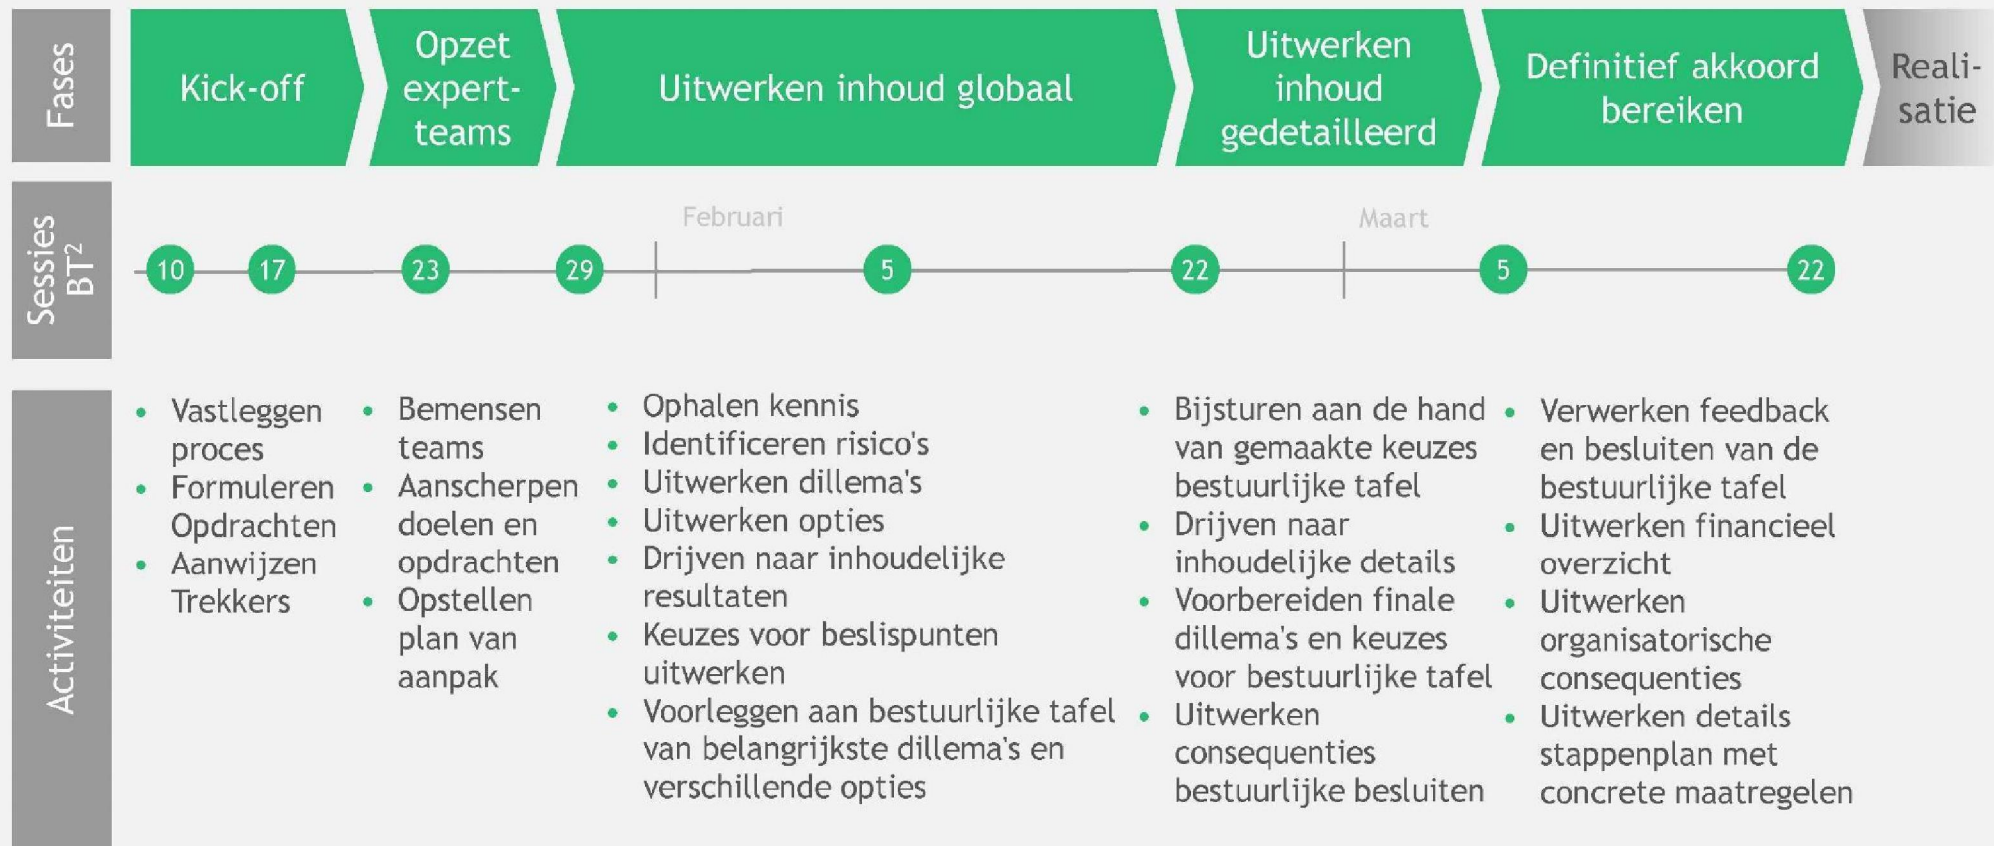 Fases
Kick-off
Opzet
expert-
teams
Uitwerken inhoud globaal
Uitwerken
inhoud
gedetailleerd
Definitief akkoord
bereiken
Reali-
satie
Sessies
BT²
Februari
Maart
10
17
23
29
5
22
5
22
Activiteiten
• Vastleggen
proces
• Formuleren
Opdrachten
• Aanwijzen
Trekkers
• Bemensen
teams
• Aanscherpen
doelen en
opdrachten
• Opstellen
plan van
aanpak
• Ophalen kennis
• Identificeren risico's
• Uitwerken dillema's
• Uitwerken opties
• Drijven naar inhoudelijke
resultaten
• Keuzes voor beslispunten
uitwerken
• Voorleggen aan bestuurlijke tafel
van belangrijkste dillema's en
verschillende opties
• Bijsturen aan de hand
van gemaakte keuzes
bestuurlijke tafel
• Drijven naar
inhoudelijke details
• Voorbereiden finale
dillema's en keuzes
voor bestuurlijke tafel
• Uitwerken
consequenties
bestuurlijke besluiten
• Verwerken feedback
en besluiten van de
bestuurlijke tafel
• Uitwerken financieel
overzicht
• Uitwerken
organisatorische
consequenties
• Uitwerken details
stappenplan met
concrete maatregelen